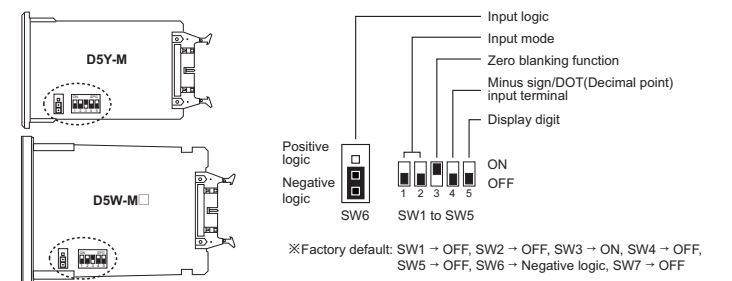 D5Y-M
D5W-M□
Input logic
Input mode
Zero blanking function
Minus sign/DOT(Decimal point)
input terminal
Display digit
Positive
logic
Negative
logic
ON
OFF
1 2 3 4 5
SW6
SW1 to SW5
※Factory default: SW1 → OFF, SW2 → OFF, SW3 → ON, SW4 → OFF,
SW5 → OFF, SW6 → Negative logic, SW7 → OFF